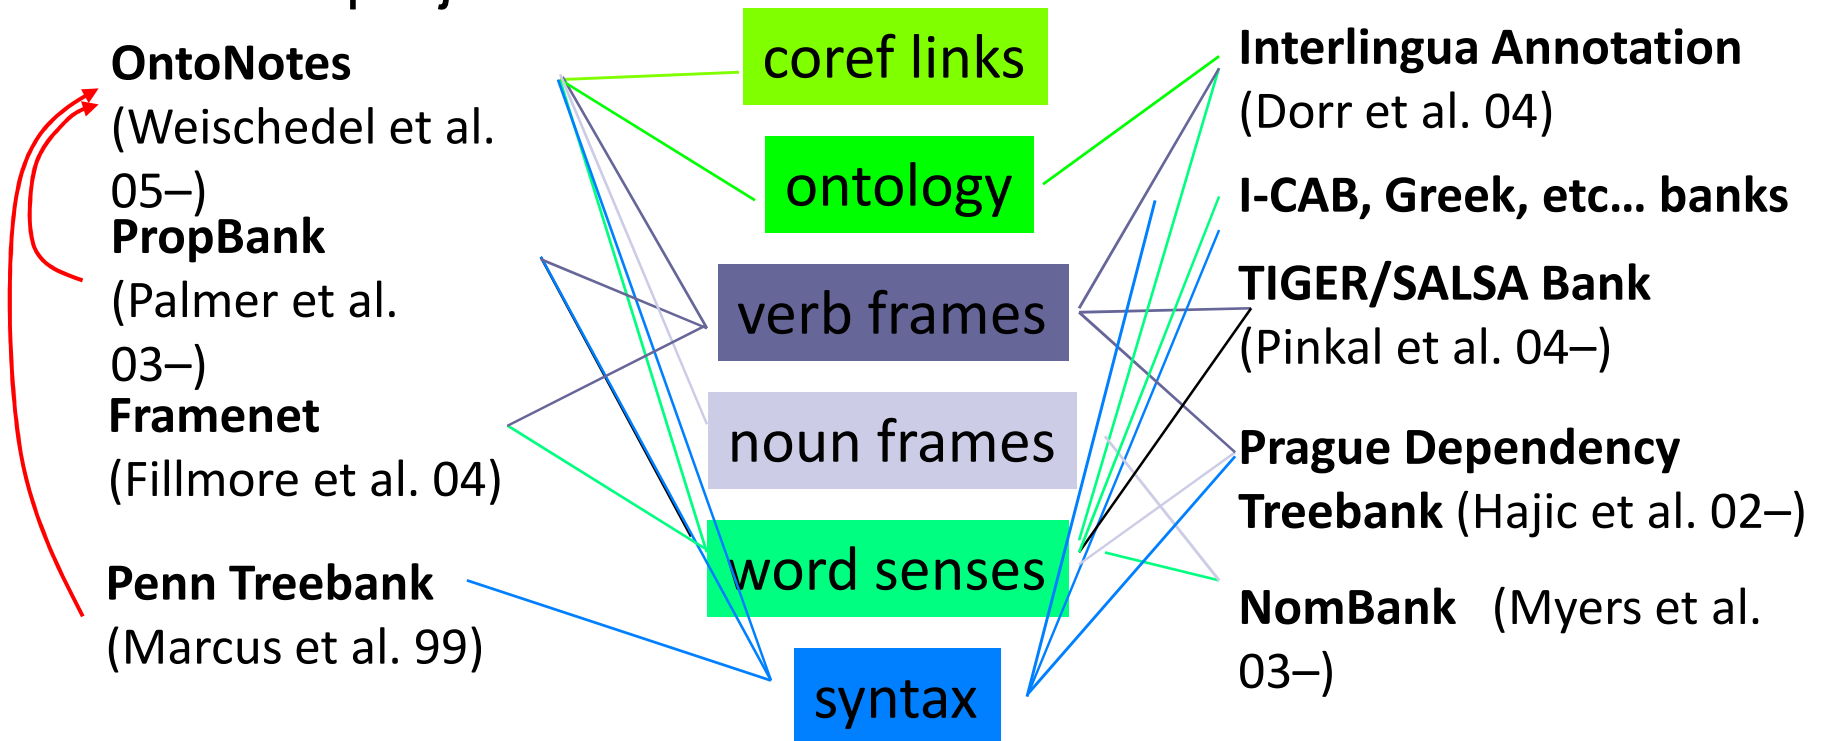 OntoNotes
(Weischedel et al.
05–)
PropBank
(Palmer et al.
03–)
Framenet
(Fillmore et al. 04)
Penn Treebank
(Marcus et al. 99)
coref links
ontology
verb frames
noun frames
word senses
syntax
Interlingua Annotation
(Dorr et al. 04)
I-CAB, Greek, etc… banks
TIGER/SALSA Bank
(Pinkal et al. 04–)
Prague Dependency
Treebank (Hajic et al. 02–)
NomBank (Myers et al.
03–)